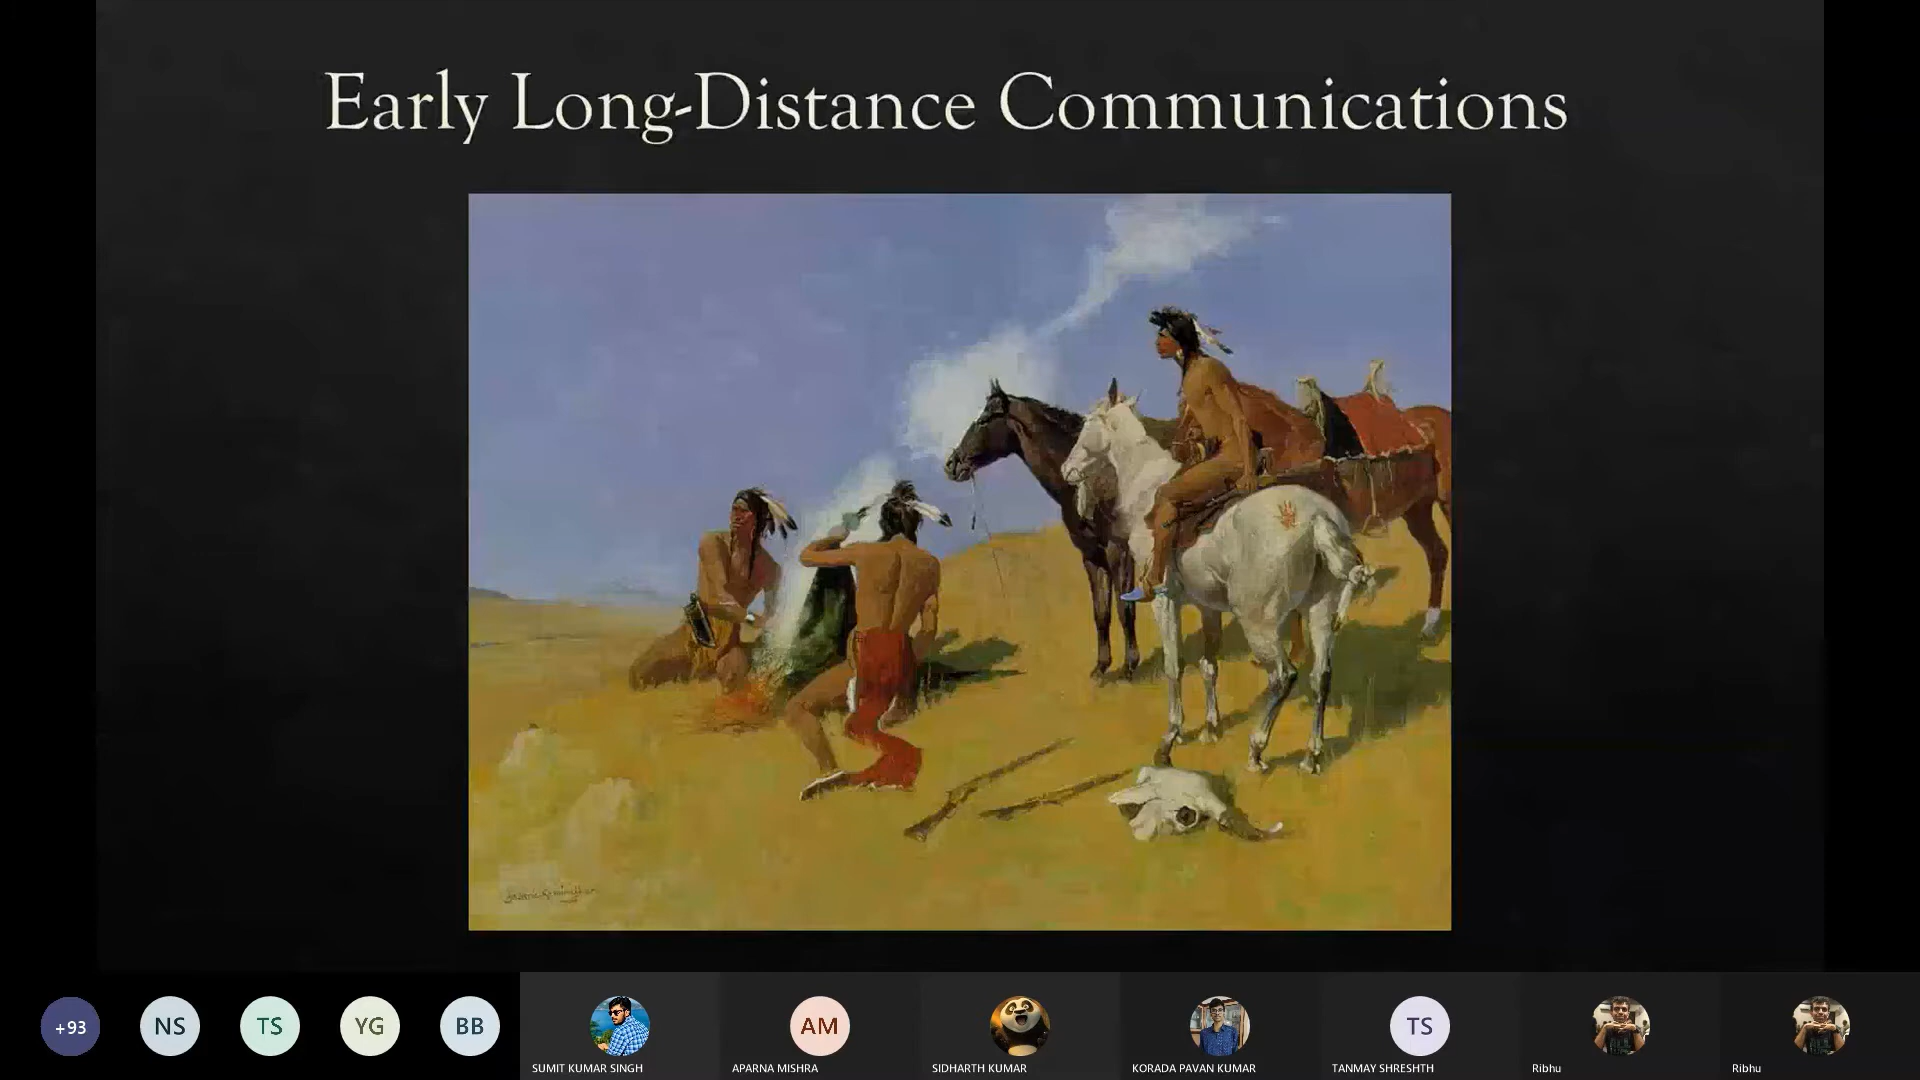 Early Long-Distance Communications
+93
NS
TS
YG
BB
AM
TS
SUMIT KUMAR SINGH
APARNA MISHRA
SIDHARTH KUMAR
KORADA PAVAN KUMAR
TANMAY SHRESHTH
Ribhu
Ribhu